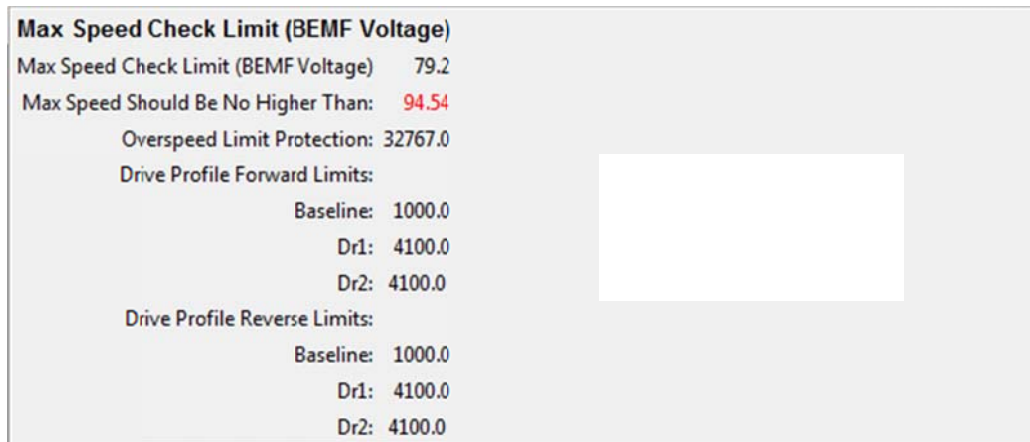 Max Speed Check Limit (BEMF Voltage)
Max Speed Check Limit (BEMF Voltage) 79.2
Max Speed Should Be No Higher Than: 94.54
Overspeed Limit Protection: 32767.0
Drive Profile Forward Limits:
Baseline: 1000.0
Dr1: 4100.0
Dr2: 4100.0
Drive Profile Reverse Limits:
Baseline: 1000.0
Dr1: 4100.0
Dr2: 4100.0